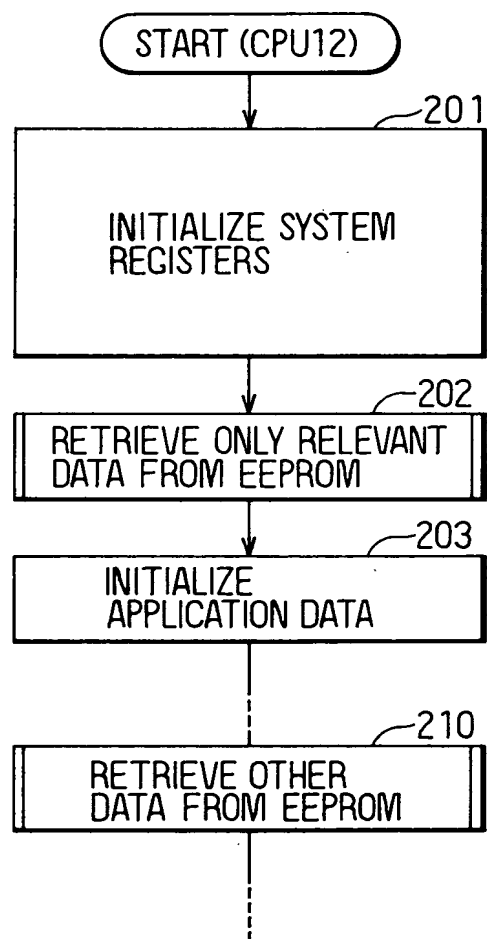 START (CPU12)
201
INITIALIZE SYSTEM
REGISTERS
202
RETRIEVE ONLY RELEVANT
DATA FROM EEPROM
203
INITIALIZE
APPLICATION DATA
210
RETRIEVE OTHER
DATA FROM EEPROM